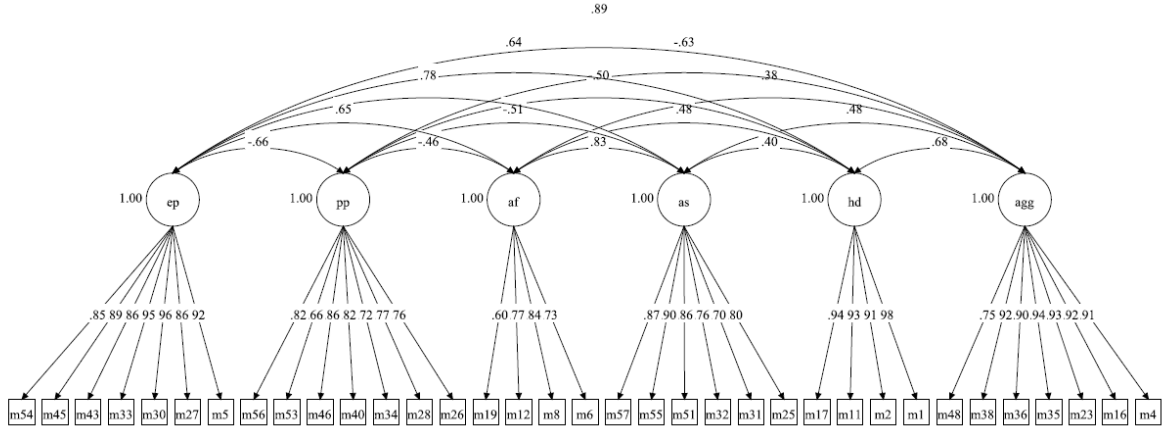 .89
.64 -.63
.78 .50 .38
.65 -.51 .48 .48
-.66 -.46 .83 .40 .68
1.00 ep 1.00 pp 1.00 af 1.00 as 1.00 hd 1.00 agg
.85 89 86 95 96 86 92 .82 66 86 82 72 77 76 .60 77 84 73 .87 90 86 76 70 80 .94 93 91 98 .75 92.90.94.93.92.91
m54 m45 m43 m33 m30 m27 m5 m56 m53 m46 m40 m34 m28 m26 m19 m12 m8 m6 m57 m55 m51 m32 m31 m25 m17 m11 m2 m1 m48 m38 m36 m35 m23 m16 m4